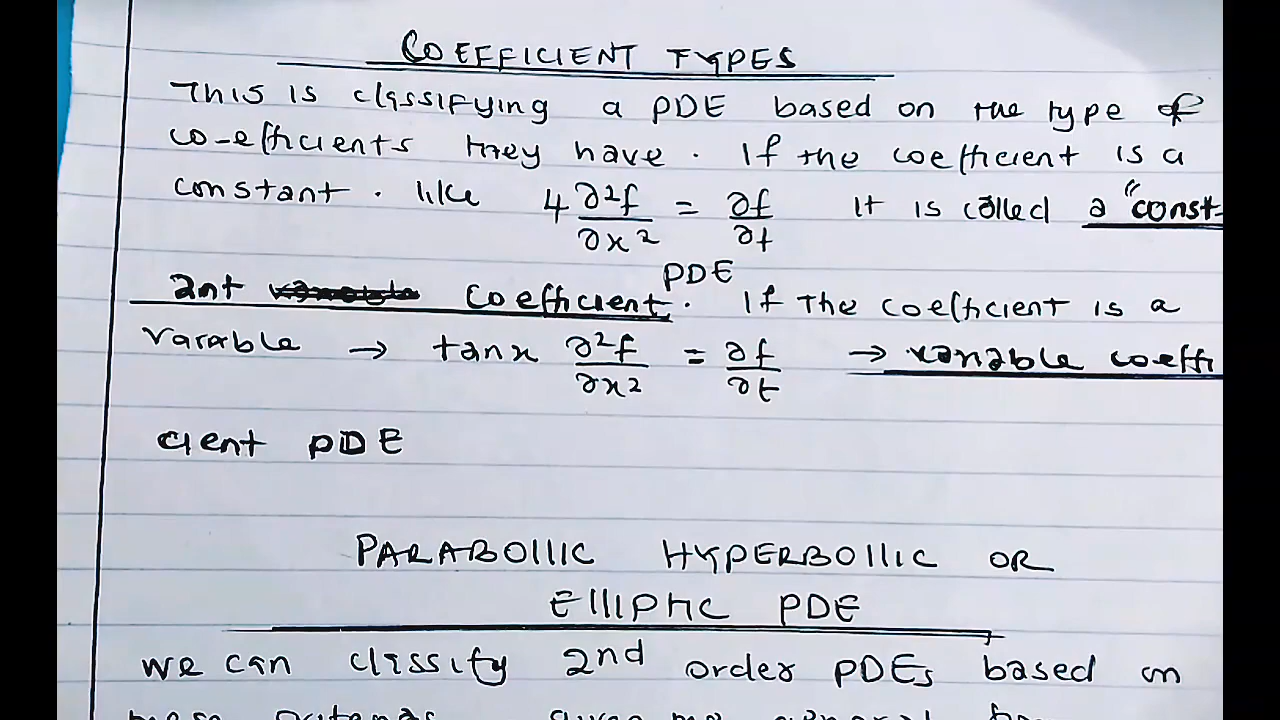 COEFFICIENT TYPES
This is classifying a PDE based on the type of
co-efficients they have. If the coefficient is a
constant. like 4 ∂²f/∂x² = ∂f/∂t It is called a "const-
ant coefficient PDE. If the coefficient is a
varable → tanx ∂²f/∂x² = ∂f/∂t → variable coeffi
cient PDE
PARABOLLIC HYPERBOLLIC OR
ELLIPTIC PDE
we can classify 2nd order PDEs based on